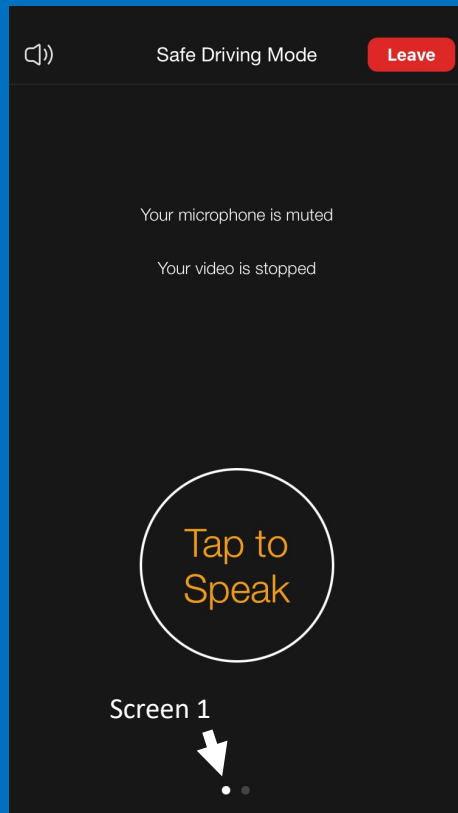 Safe Driving Mode
Leave
Your microphone is muted
Your video is stopped
Tap to
Speak
Screen 1